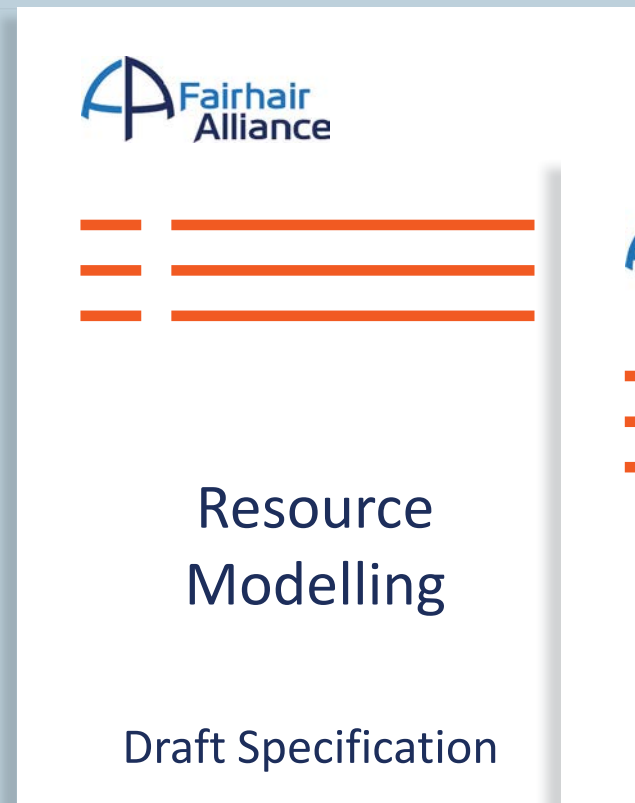 Fairhair
Alliance
Resource
Modelling
Draft Specification